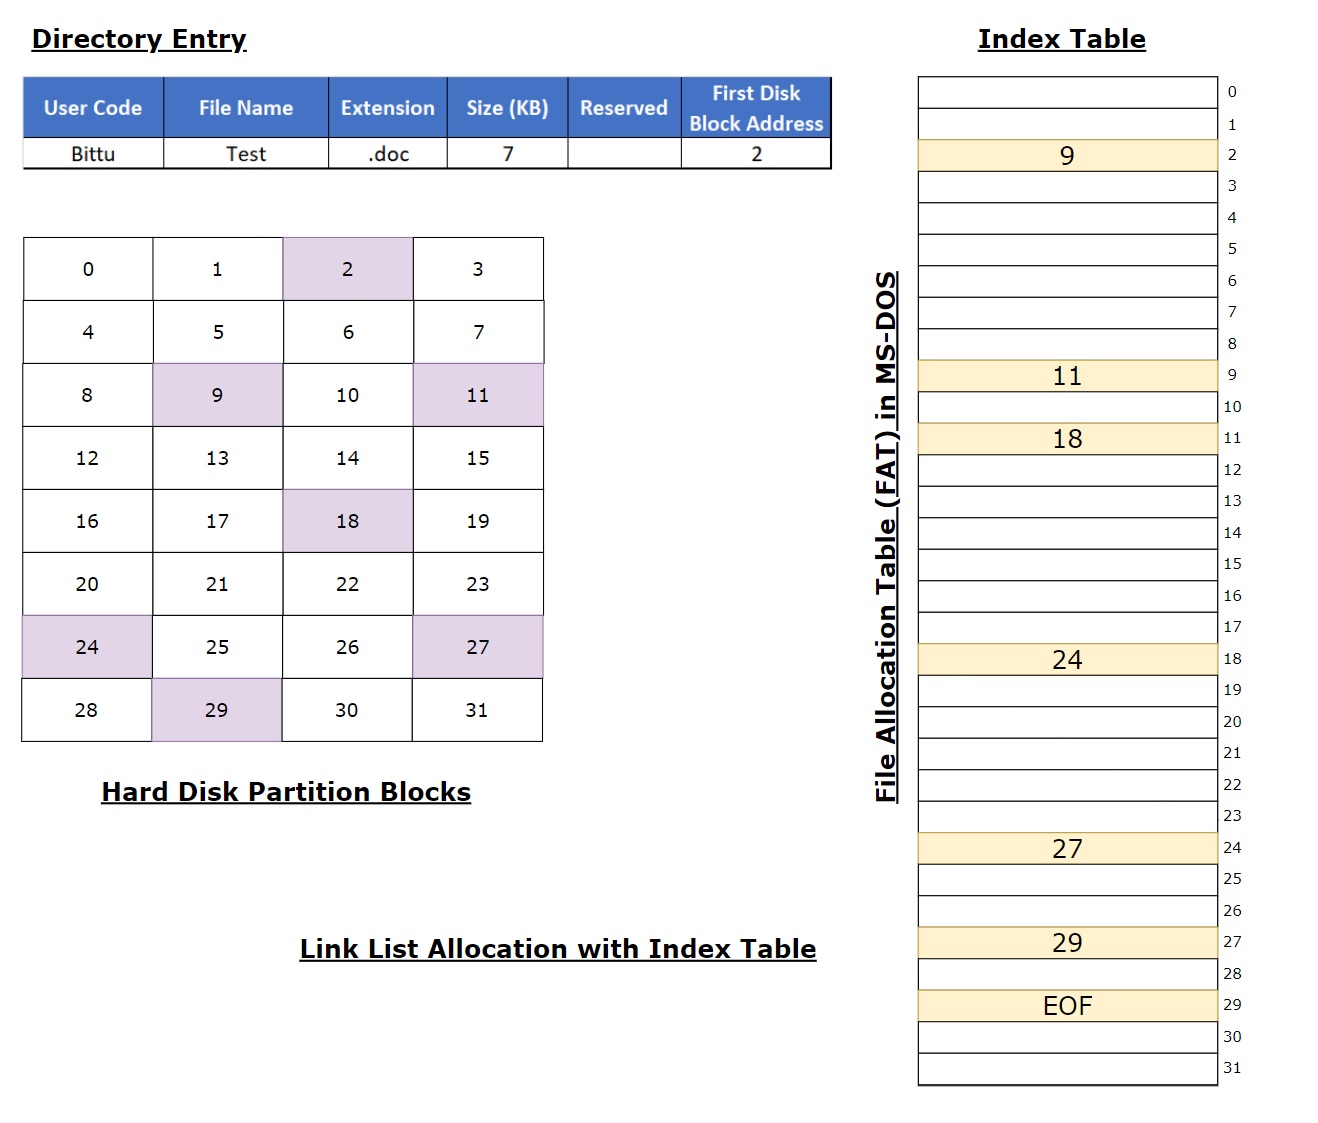 Directory Entry
User Code File Name Extension Size (KB) Reserved First Disk Block Address
Bittu Test .doc 7 2
0 1 2 3
4 5 6 7
8 9 10 11
12 13 14 15
16 17 18 19
20 21 22 23
24 25 26 27
28 29 30 31
Hard Disk Partition Blocks
Link List Allocation with Index Table
File Allocation Table (FAT) in MS-DOS
Index Table
0
1
9 2
3
4
5
6
7
8
11 9
10
18 11
12
13
14
15
16
17
24 18
19
20
21
22
23
27 24
25
26
29 27
28
EOF 29
30
31